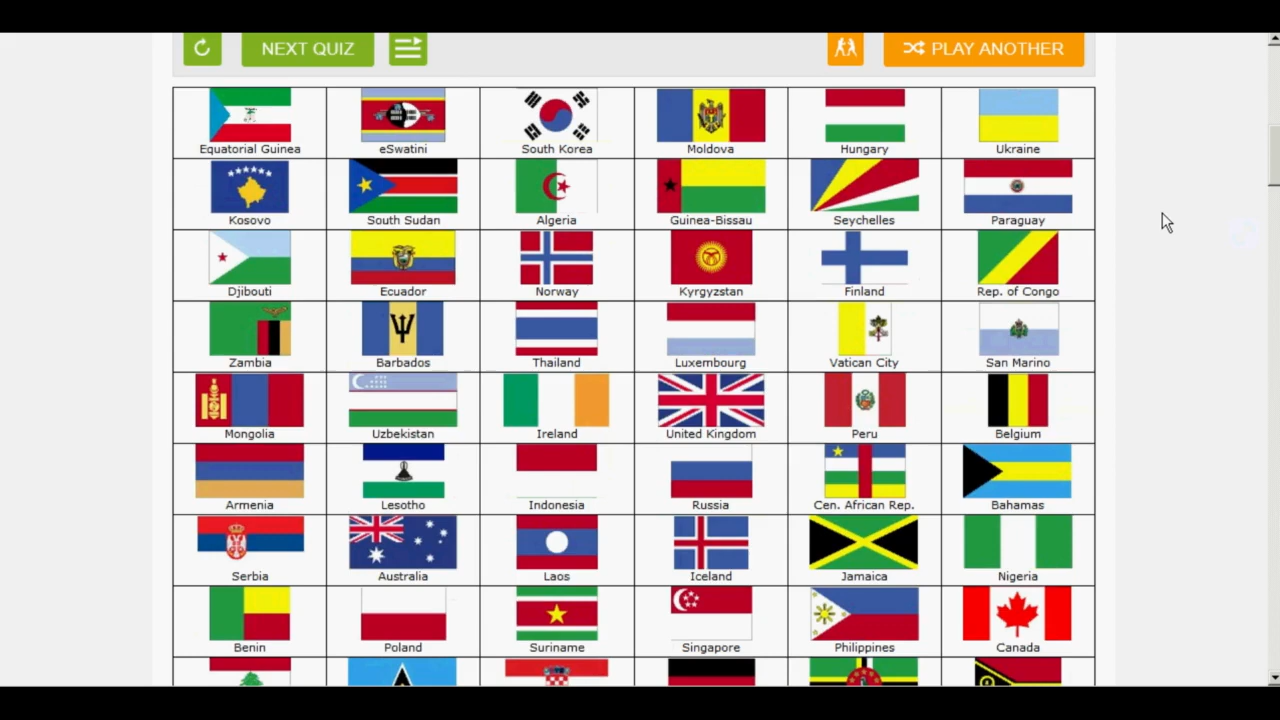 NEXT QUIZ
PLAY ANOTHER
Equatorial Guinea eSwatini South Korea Moldova Hungary Ukraine
Kosovo South Sudan Algeria Guinea-Bissau Seychelles Paraguay
Djibouti Ecuador Norway Kyrgyzstan Finland Rep. of Congo
Zambia Barbados Thailand Luxembourg Vatican City San Marino
Mongolia Uzbekistan Ireland United Kingdom Peru Belgium
Armenia Lesotho Indonesia Russia Cen. African Rep. Bahamas
Serbia Australia Laos Iceland Jamaica Nigeria
Benin Poland Suriname Singapore Philippines Canada